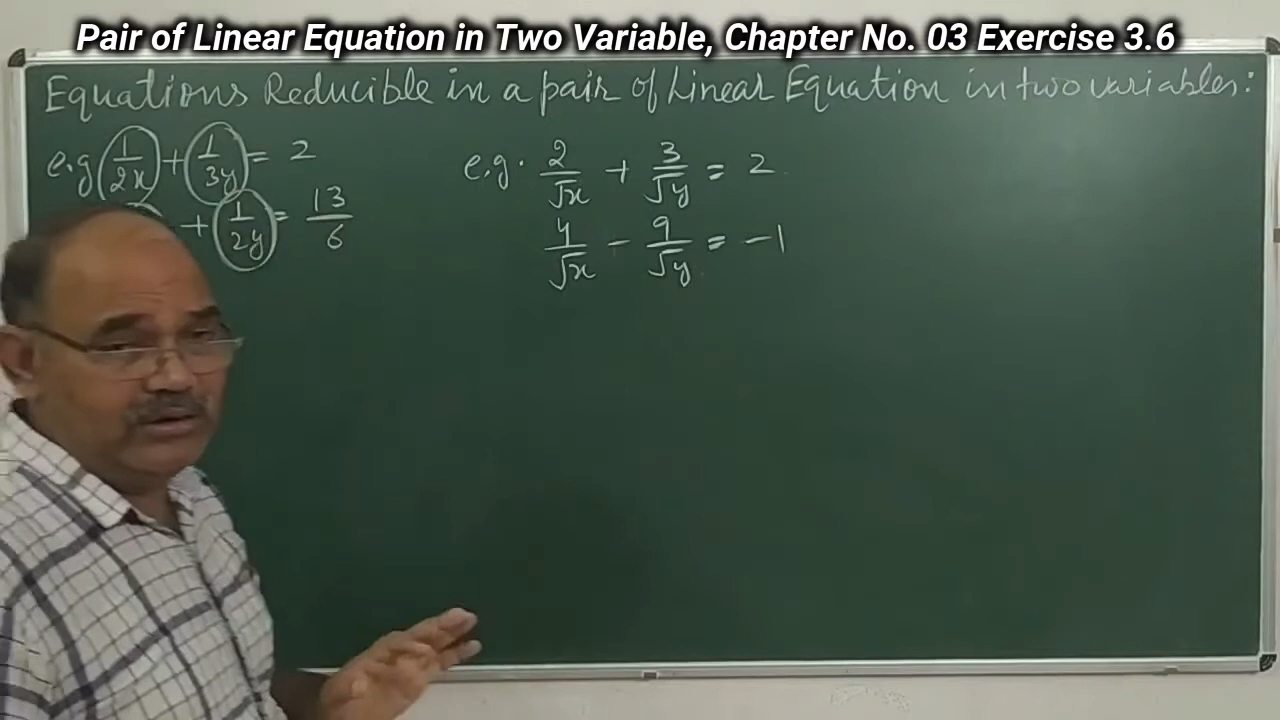 Pair of Linear Equation in Two Variable, Chapter No. 03 Exercise 3.6
Equations Reducible in a pair of Linear Equation in two variables:
e.g 1/2x + 1/3y = 2
+ 1/2y = 13/6
e.g. 2/√x + 3/√y = 2
4/√x - 9/√y = -1